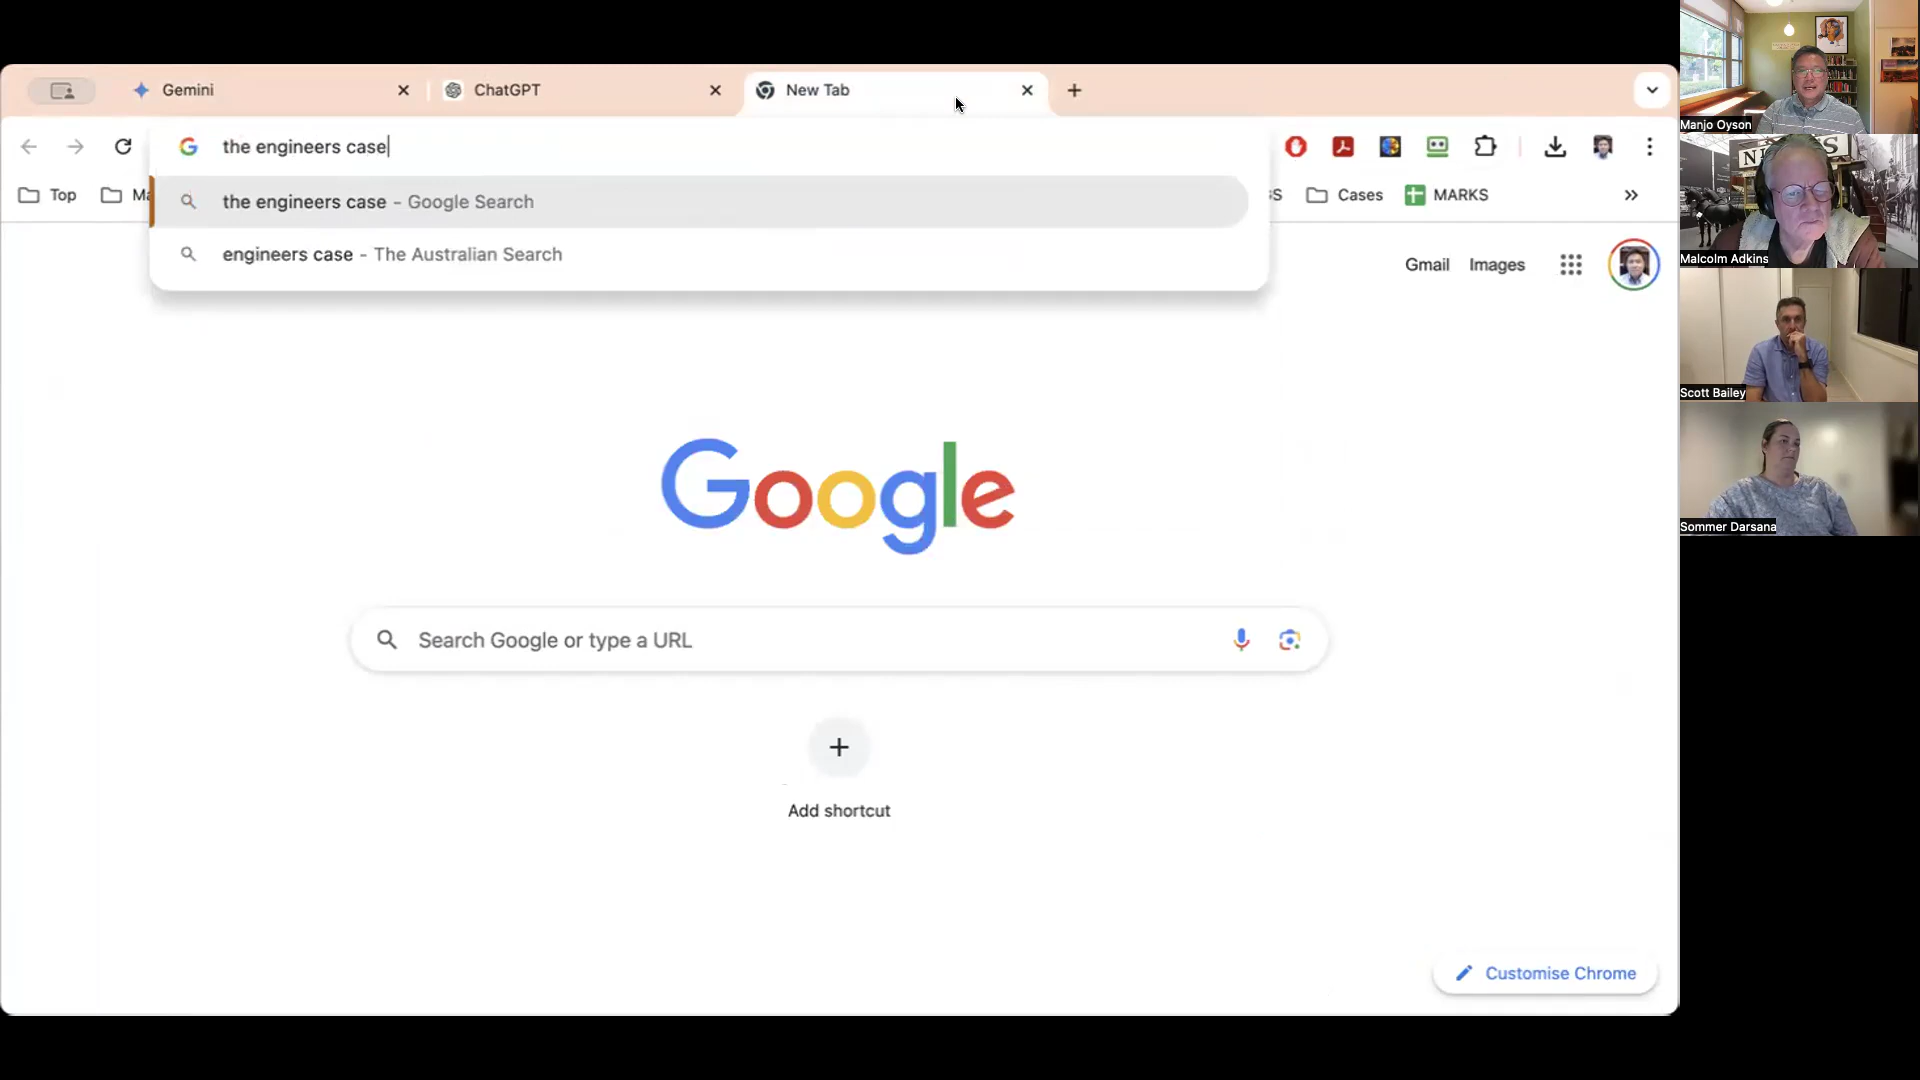 Gemini
ChatGPT
New Tab
the engineers case
the engineers case – Google Search
engineers case – The Australian Search
Top
Cases
MARKS
Gmail
Images
Google
Search Google or type a URL
Add shortcut
Customise Chrome
Manjo Oyson
Malcolm Adkins
Scott Bailey
Sommer Darsana